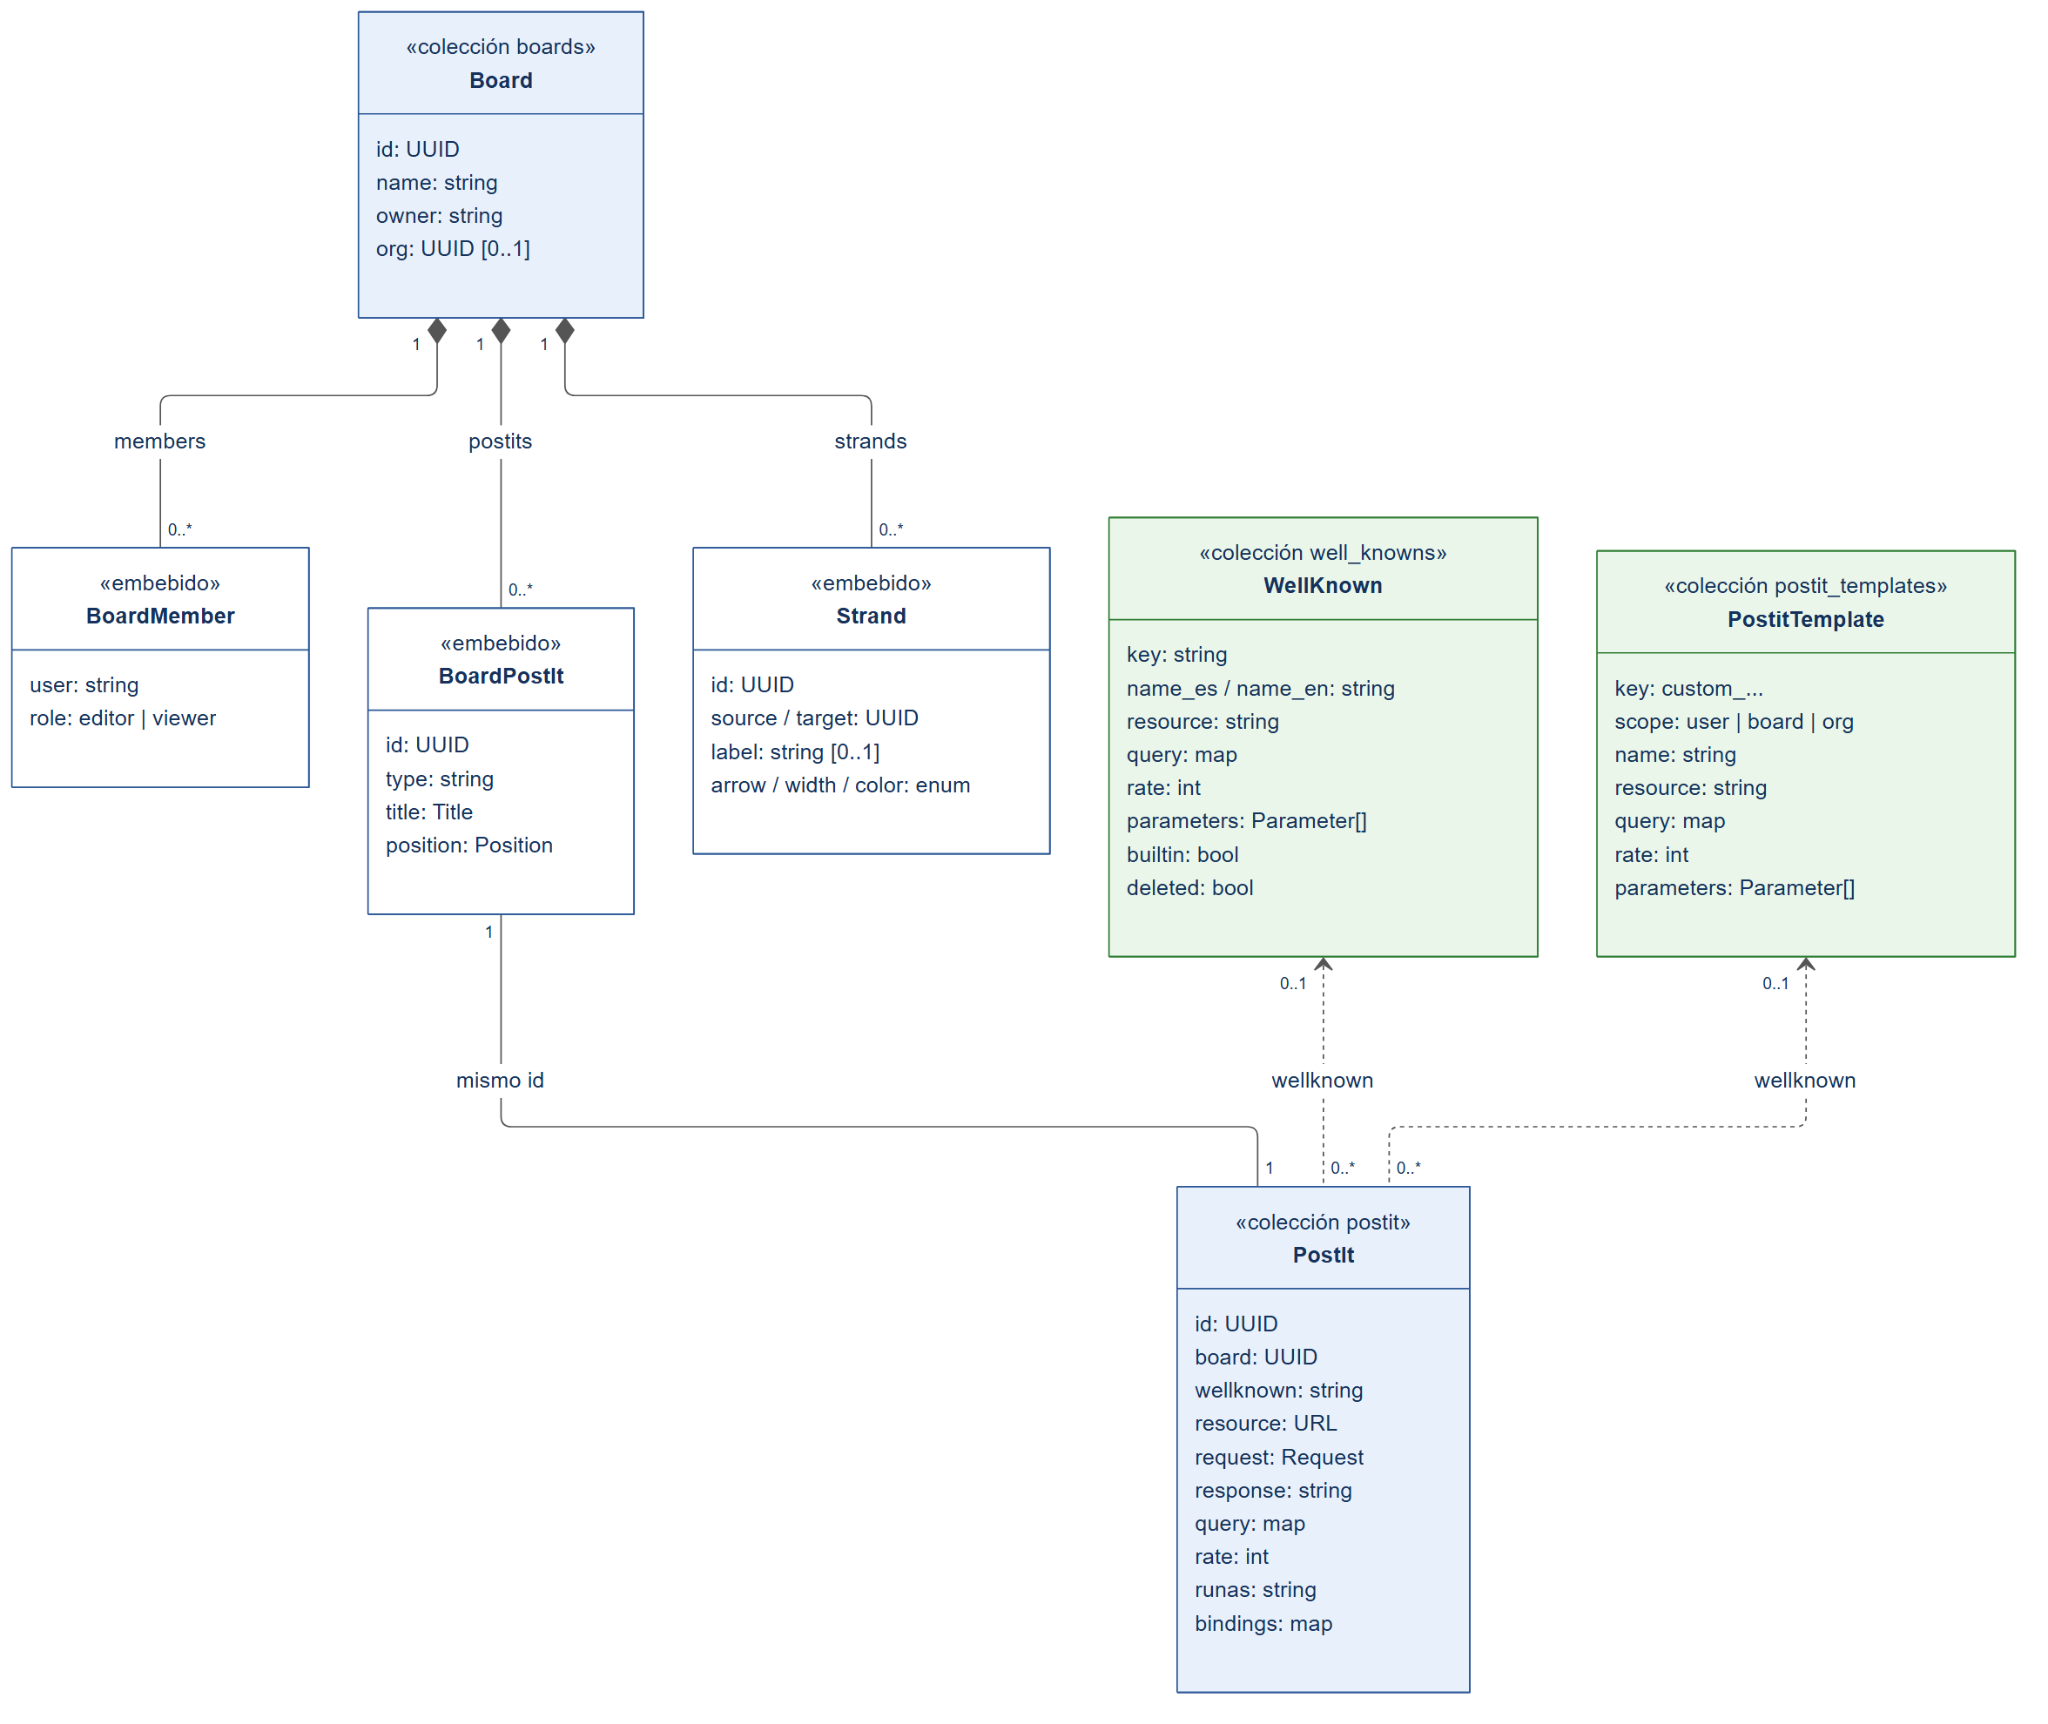 «colección boards»
Board
id: UUID
name: string
owner: string
org: UUID [0..1]
1
1
1
members
postits
strands
0..*
0..*
0..*
«embebido»
BoardMember
user: string
role: editor | viewer
«embebido»
BoardPostIt
id: UUID
type: string
title: Title
position: Position
«embebido»
Strand
id: UUID
source / target: UUID
label: string [0..1]
arrow / width / color: enum
«colección well_knowns»
WellKnown
key: string
name_es / name_en: string
resource: string
query: map
rate: int
parameters: Parameter[]
builtin: bool
deleted: bool
«colección postit_templates»
PostitTemplate
key: custom_...
scope: user | board | org
name: string
resource: string
query: map
rate: int
parameters: Parameter[]
1
0..1
0..1
mismo id
wellknown
wellknown
1
0..*
0..*
«colección postit»
PostIt
id: UUID
board: UUID
wellknown: string
resource: URL
request: Request
response: string
query: map
rate: int
runas: string
bindings: map